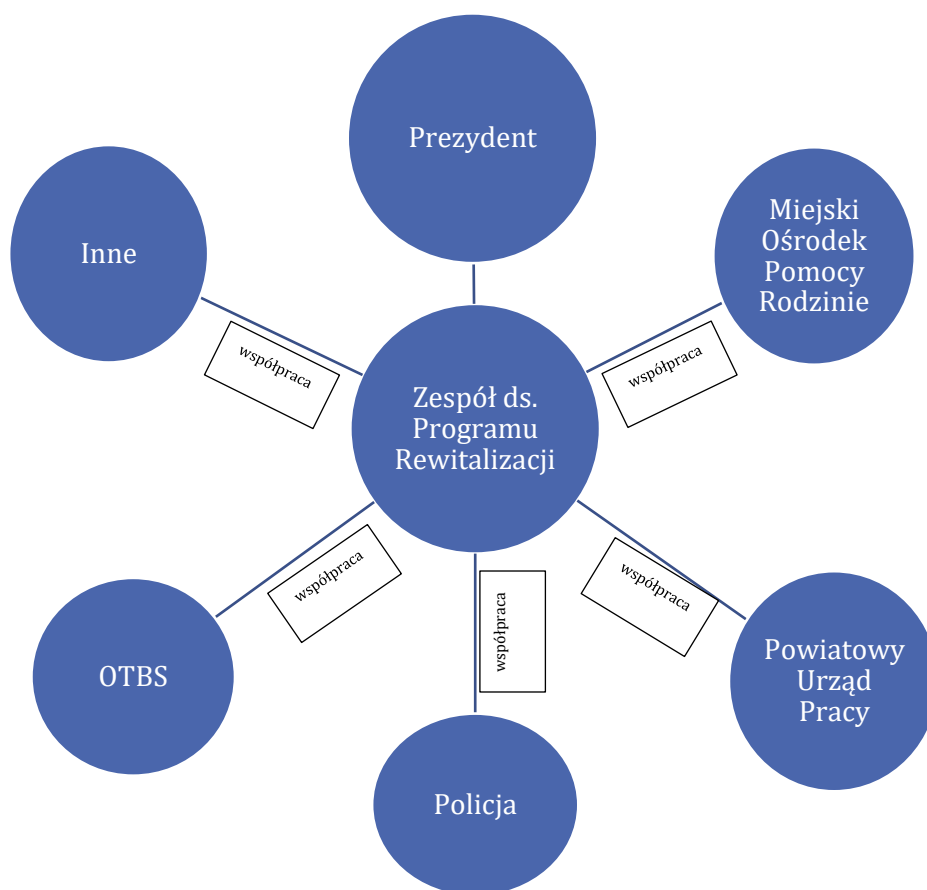 Prezydent
Inne
Miejski
Ośrodek
Pomocy
Rodzinie
współpraca
współpraca
Zespół ds.
Programu
Rewitalizacji
współpraca
współpraca
współpraca
OTBS
Powiatowy
Urząd
Pracy
Policja